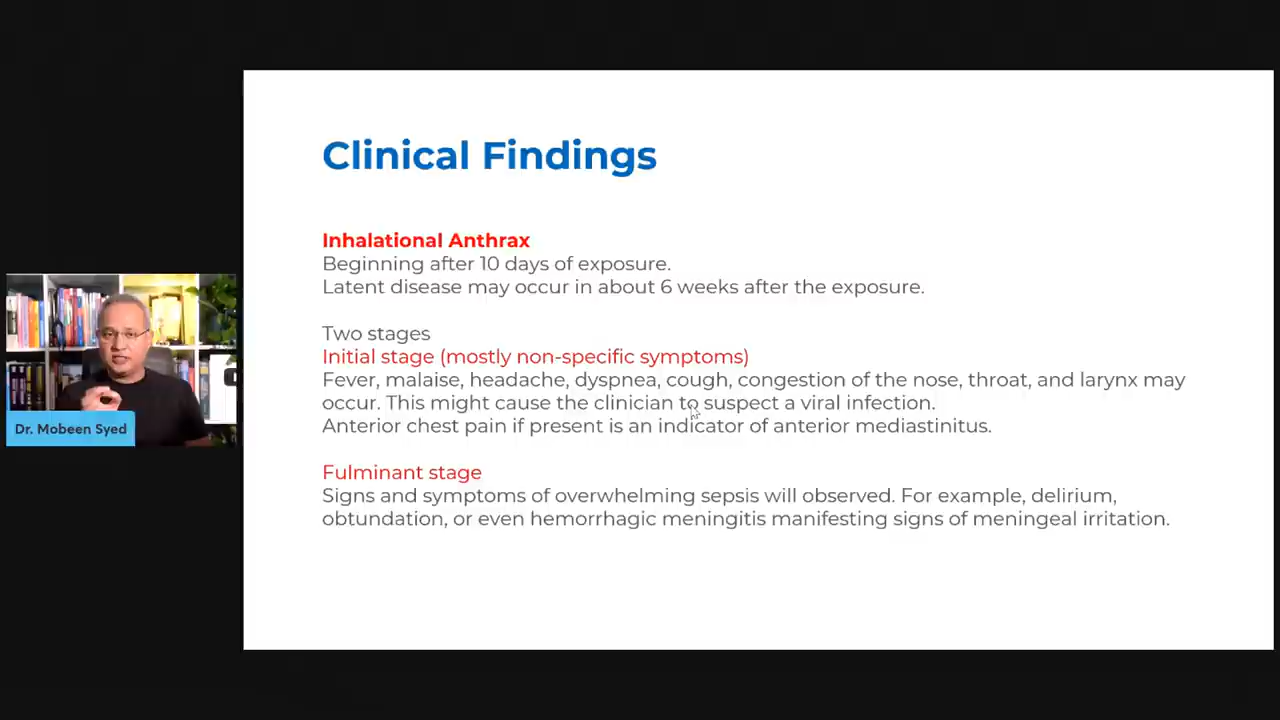 Clinical Findings
Inhalational Anthrax
Beginning after 10 days of exposure.
Latent disease may occur in about 6 weeks after the exposure.
Two stages
Initial stage (mostly non-specific symptoms)
Fever, malaise, headache, dyspnea, cough, congestion of the nose, throat, and larynx may
occur. This might cause the clinician to suspect a viral infection.
Anterior chest pain if present is an indicator of anterior mediastinitus.
Fulminant stage
Signs and symptoms of overwhelming sepsis will observed. For example, delirium,
obtundation, or even hemorrhagic meningitis manifesting signs of meningeal irritation.
Dr. Mobeen Syed